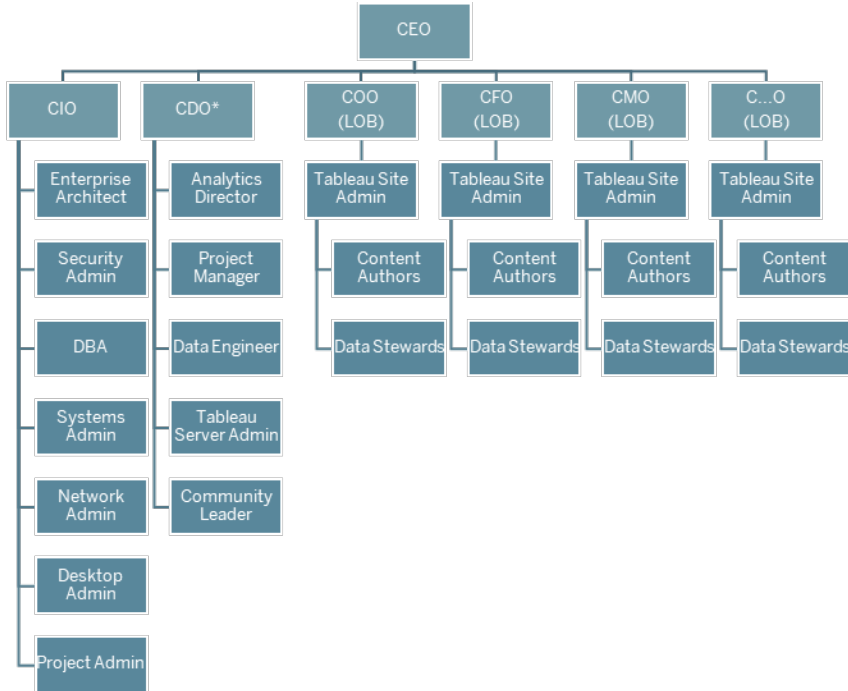 CEO
CIO
CDO*
COO
(LOB)
CFO
(LOB)
CMO
(LOB)
C...O
(LOB)
Enterprise
Architect
Security
Admin
DBA
Systems
Admin
Network
Admin
Desktop
Admin
Project Admin
Analytics
Director
Project
Manager
Data Engineer
Tableau
Server Admin
Community
Leader
Tableau Site
Admin
Content
Authors
Data Stewards
Tableau Site
Admin
Content
Authors
Data Stewards
Tableau Site
Admin
Content
Authors
Data Stewards
Tableau Site
Admin
Content
Authors
Data Stewards